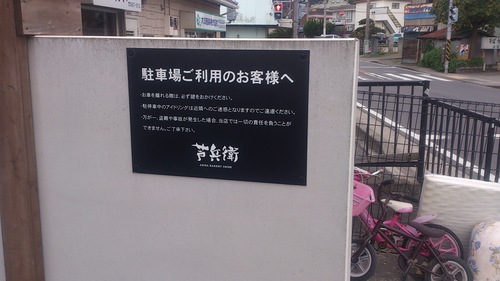 駐車場ご利用のお客様へ
・お車を離れる際は、必ず鍵をおかけください。
・駐停車中のアイドリングは近隣へのご迷惑となりますのでご遠慮ください。
・万が一、盗難や事故が発生した場合、当店では一切の責任を負うことが
できません。ご了承下さい。
芦兵衛